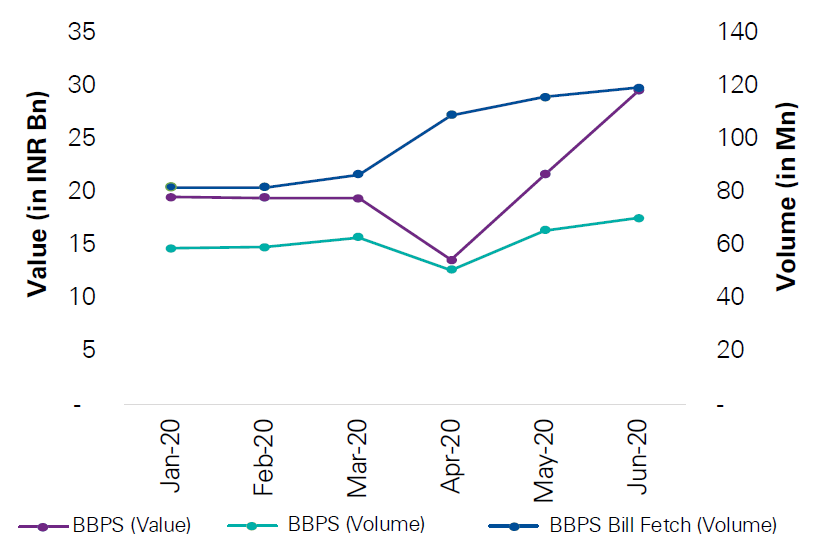 35
30
25
20
15
10
5
-
Value (in INR Bn)
140
120
100
80
60
40
20
-
Volume (in Mn)
Jan-20
Feb-20
Mar-20
Apr-20
May-20
Jun-20
BBPS (Value)
BBPS (Volume)
BBPS Bill Fetch (Volume)